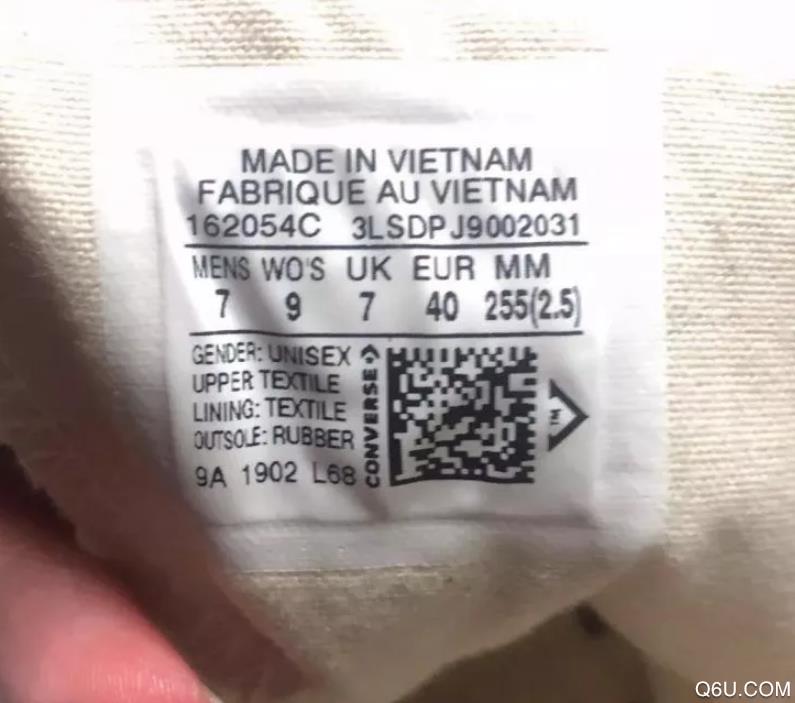 MADE IN VIETNAM
FABRIQUE AU VIETNAM
162054C 3LSDPJ9002031
MENS WO'S UK EUR MM
7 9 7 40 255(2.5)
GENDER: UNISEX
UPPER TEXTILE
LINING: TEXTILE
OUTSOLE: RUBBER
9A 1902 L68
CONVERSE
TM
Q6U.COM